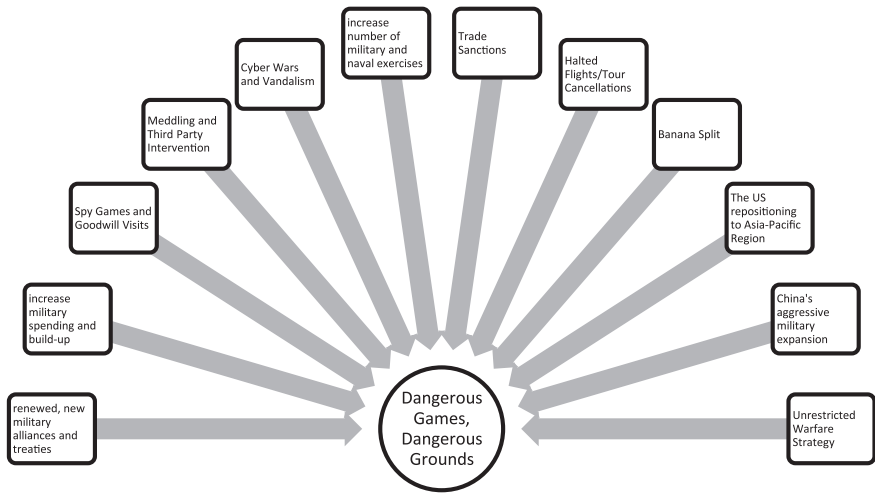 renewed, new
military
alliances and
treaties
increase
military
spending and
build-up
Spy Games and
Goodwill Visits
Meddling and
Third Party
Intervention
Cyber Wars
and Vandalism
increase
number of
military and
naval exercises
Trade
Sanctions
Halted
Flights/Tour
Cancellations
Banana Split
The US
repositioning
to Asia-Pacific
Region
China's
aggressive
military
expansion
Unrestricted
Warfare
Strategy
Dangerous
Games,
Dangerous
Grounds